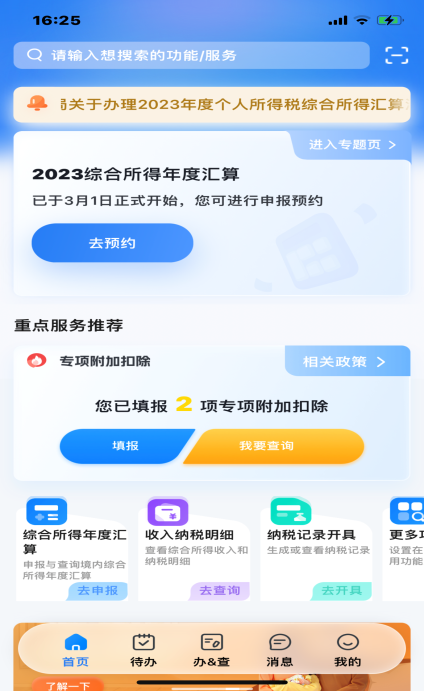 16:25
请输入想搜索的功能/服务
关于办理2023年度个人所得税综合所得汇算
进入专题页 >
2023综合所得年度汇算
已于3月1日正式开始，您可进行申报预约
去预约
重点服务推荐
专项附加扣除
相关政策 >
您已填报 2 项专项附加扣除
填报
我要查询
综合所得年度汇
算
申报与查询境内综合
所得年度汇算
去申报
收入纳税明细
查看综合所得收入和
纳税明细
去查询
纳税记录开具
生成或查看纳税记录
去开具
更多
设置在
用功能
首页
待办
办&查
消息
我的
了解一下